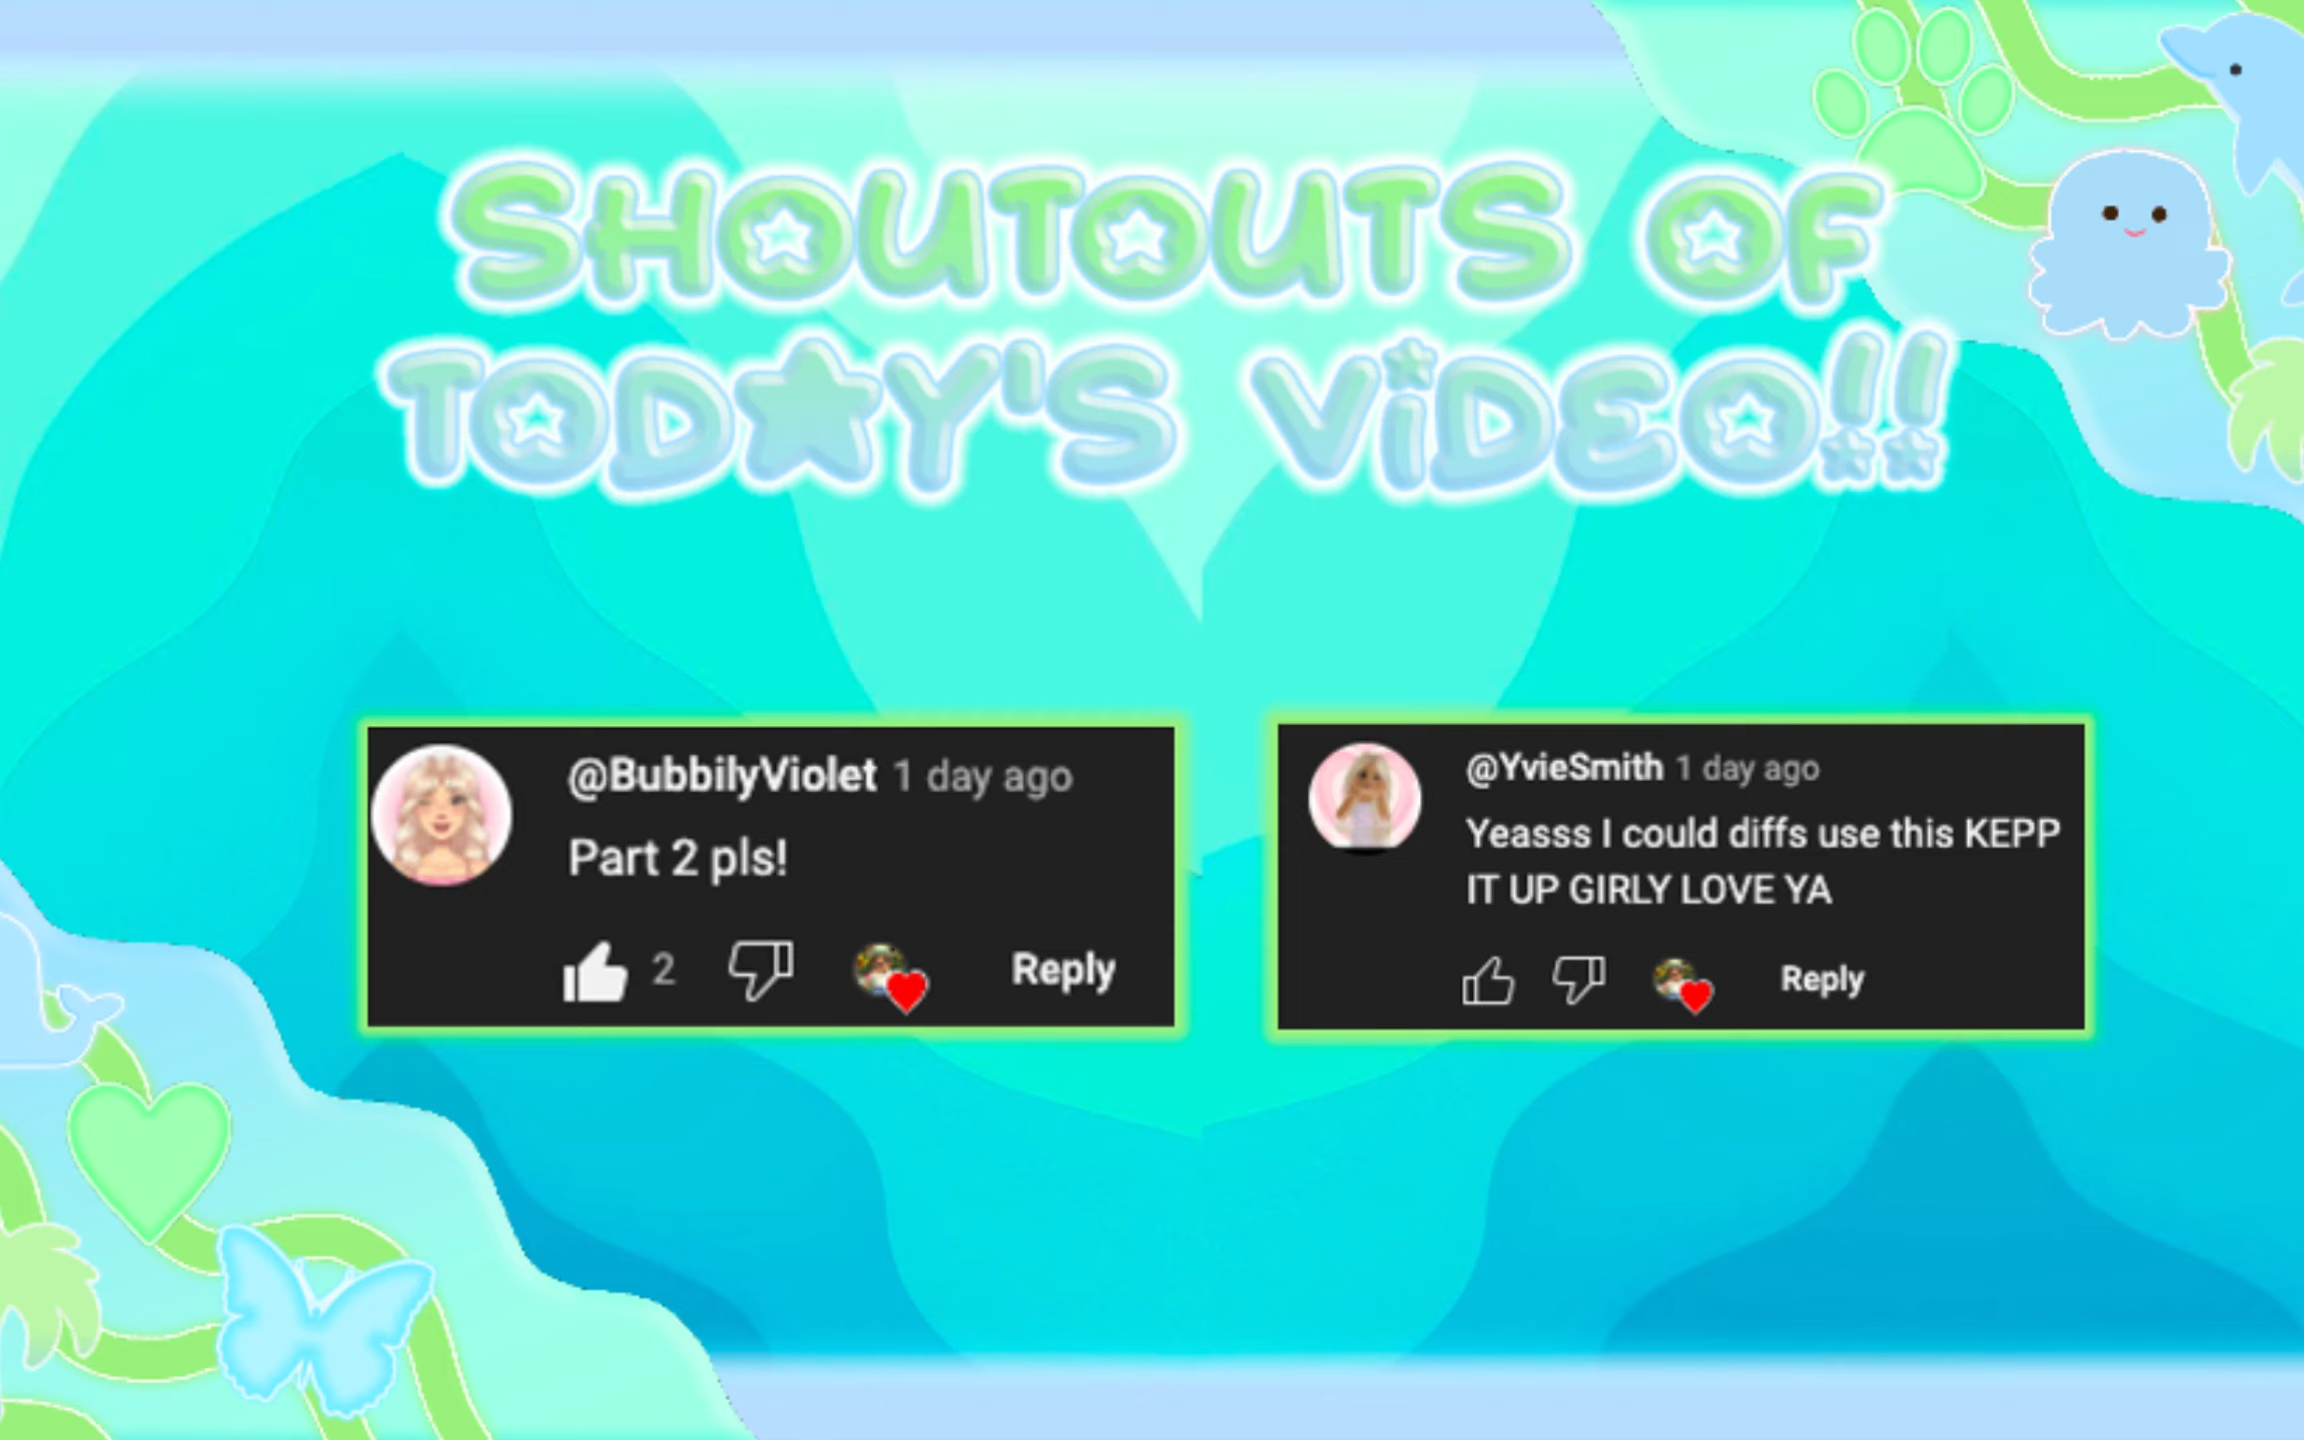 SHOUTOUTS OF
TODAY'S ViDEO!!
@BubbilyViolet 1 day ago
Part 2 pls!
2 Reply
@YvieSmith 1 day ago
Yeasss I could diffs use this KEPP
IT UP GIRLY LOVE YA
Reply